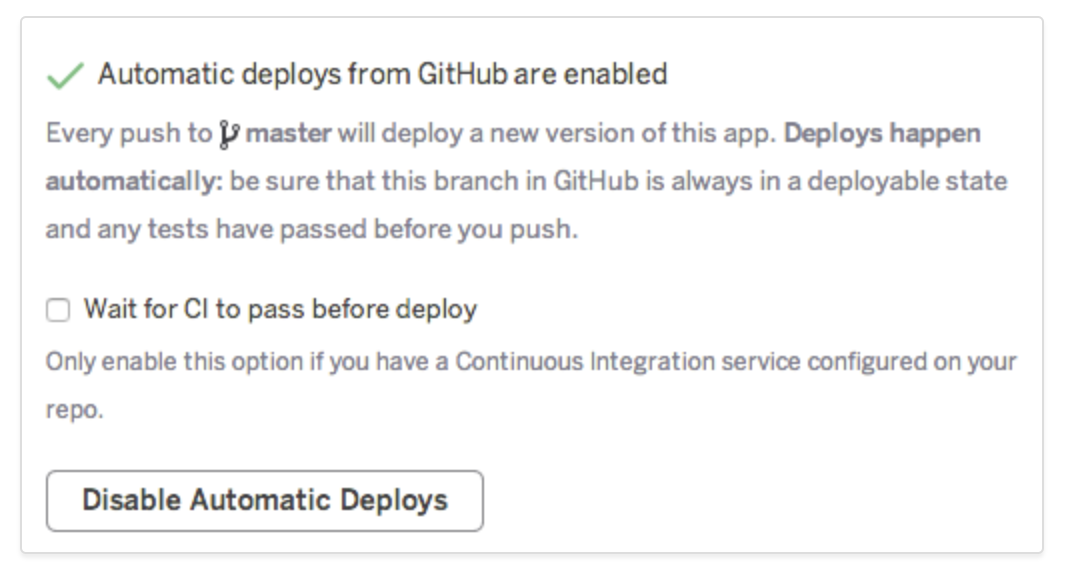 Automatic deploys from GitHub are enabled
Every push to master will deploy a new version of this app. Deploys happen
automatically: be sure that this branch in GitHub is always in a deployable state
and any tests have passed before you push.
Wait for CI to pass before deploy
Only enable this option if you have a Continuous Integration service configured on your
repo.
Disable Automatic Deploys